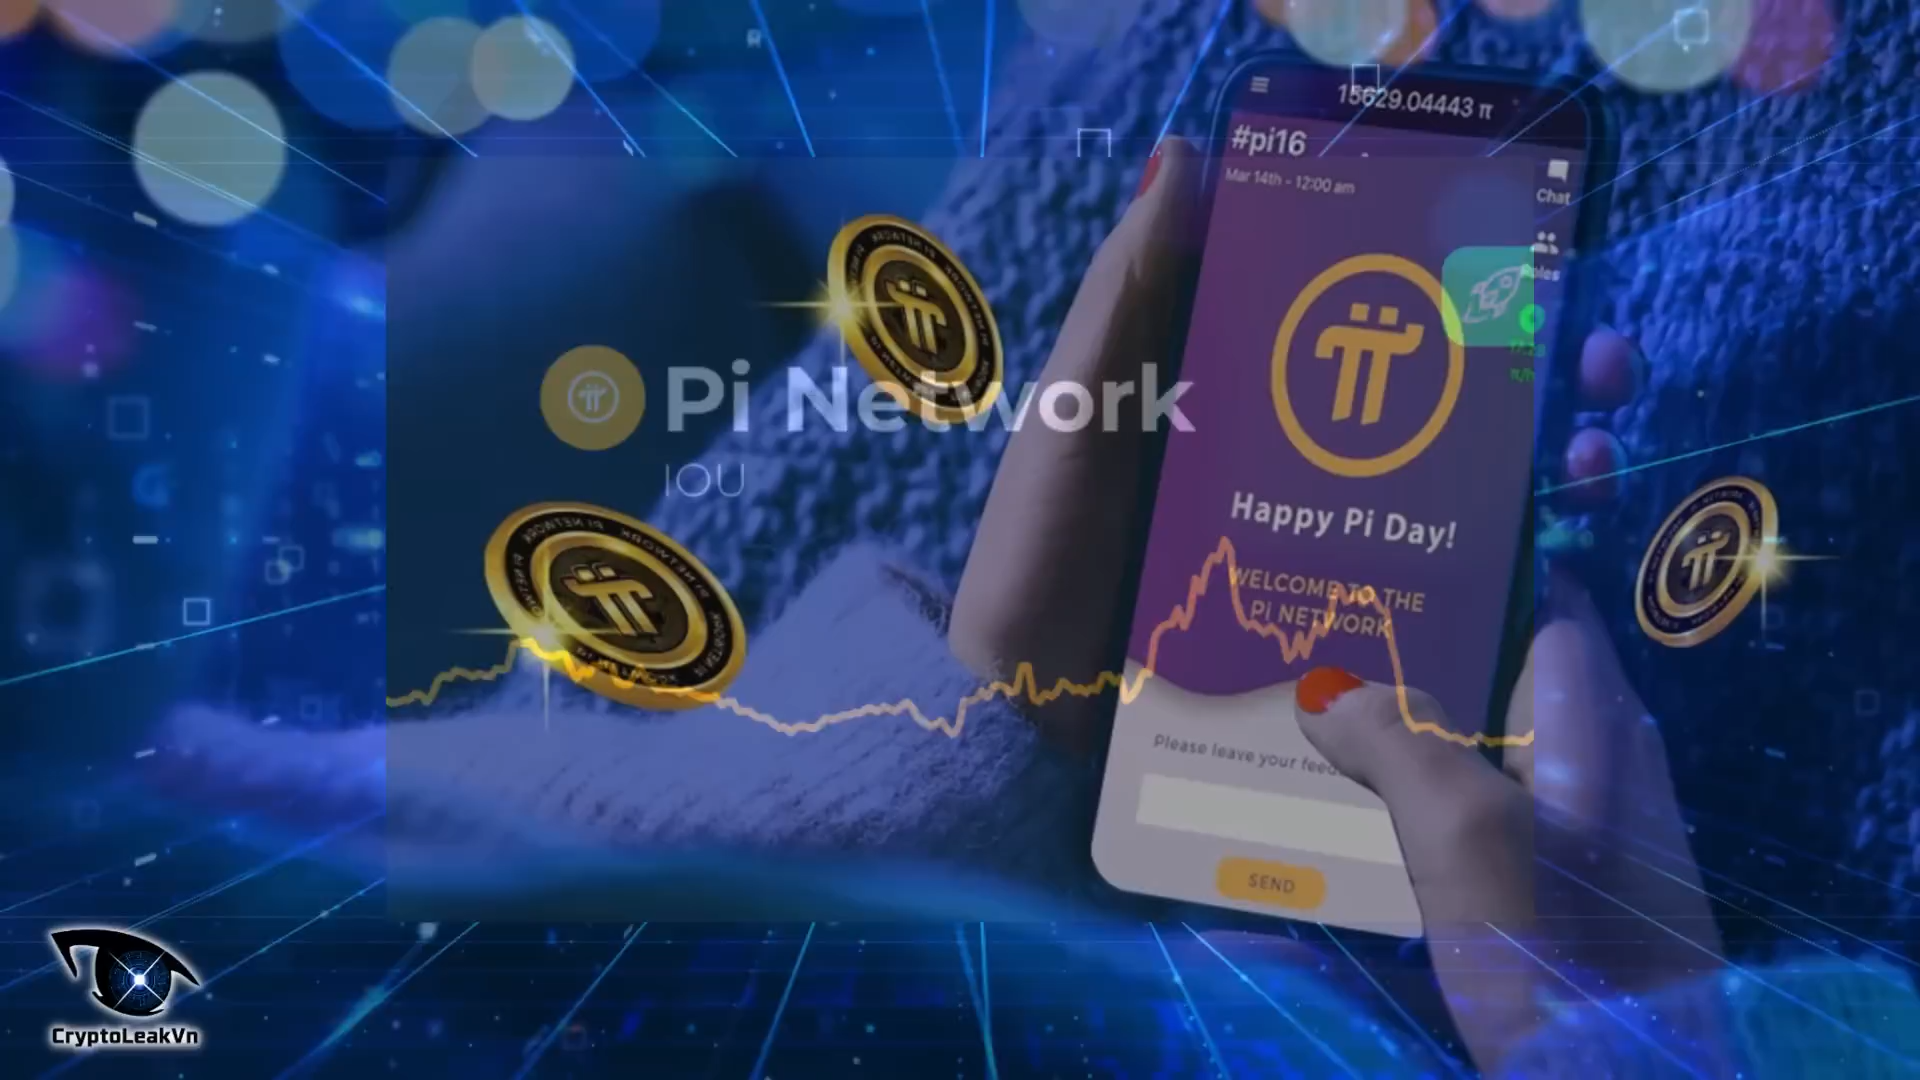 15629.04443 π
#pi16
Mar 14th - 12:00 am
Chat
Pi Network
IOU
Happy Pi Day!
WELCOME TO THE
Pi NETWORK
Please leave your
SEND
CryptoLeakVn